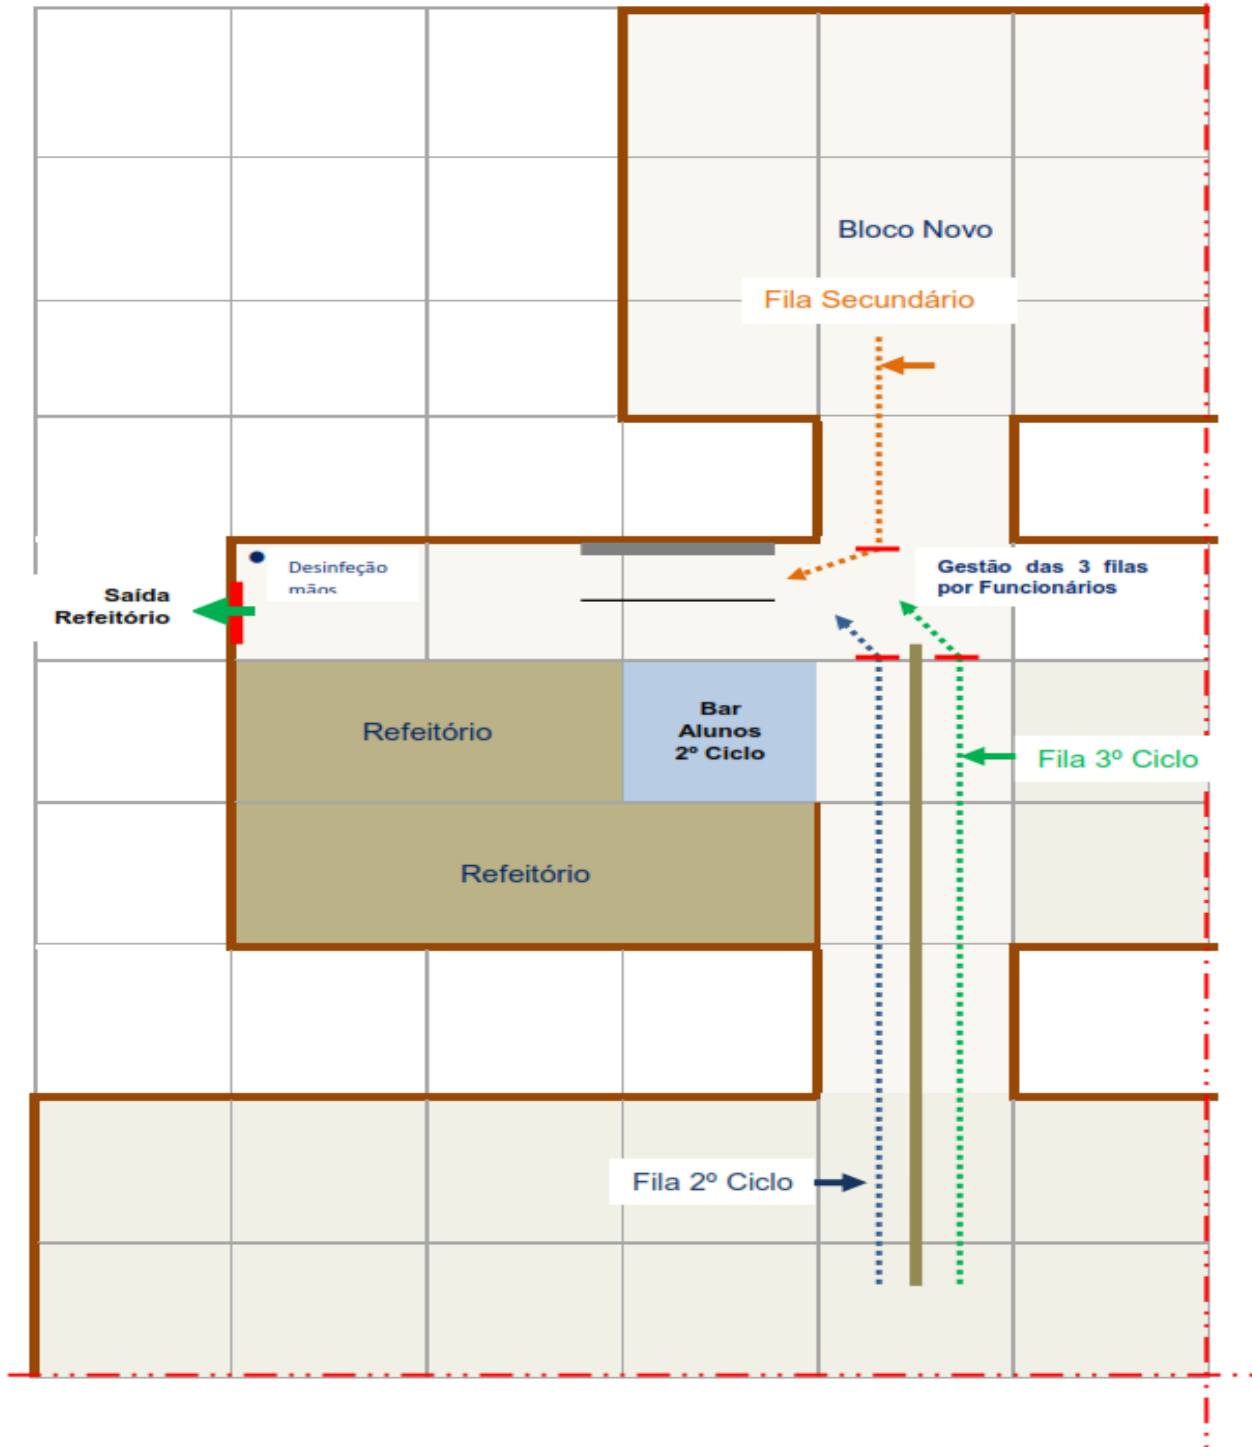 Bloco Novo
Fila Secundário
Desinfeção
mãos
Gestão das 3 filas
por Funcionários
Saída
Refeitório
Refeitório
Bar
Alunos
2º Ciclo
Fila 3º Ciclo
Refeitório
Fila 2º Ciclo